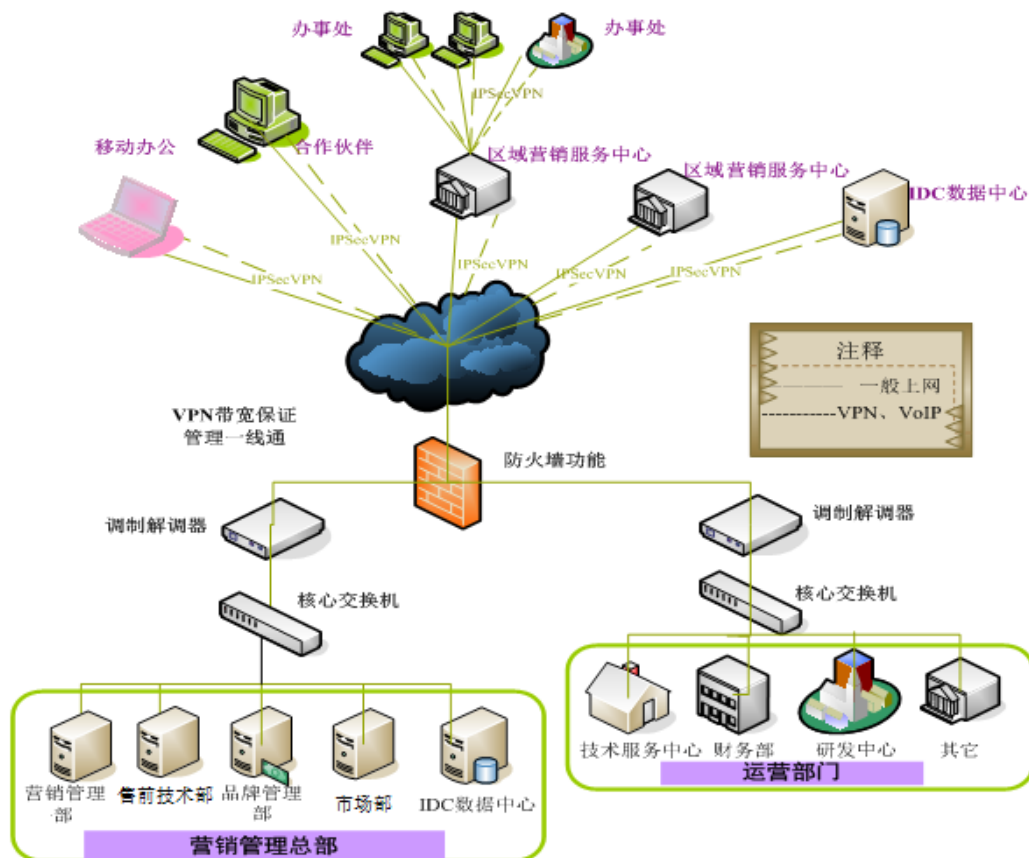 办事处
办事处
IPSecVPN
移动办公
合作伙伴
区域营销服务中心
区域营销服务中心
IDC数据中心
IPSecVPN
IPSecVPN
IPSecVPN
IPSecVPN
IPSecVPN
注释
一般上网
-----------VPN、VoIP
VPN带宽保证
管理一线通
防火墙功能
调制解调器
调制解调器
核心交换机
核心交换机
技术服务中心
财务部
研发中心
其它
运营部门
营销管理
部
售前技术部
品牌管理
部
市场部
IDC数据中心
营销管理总部